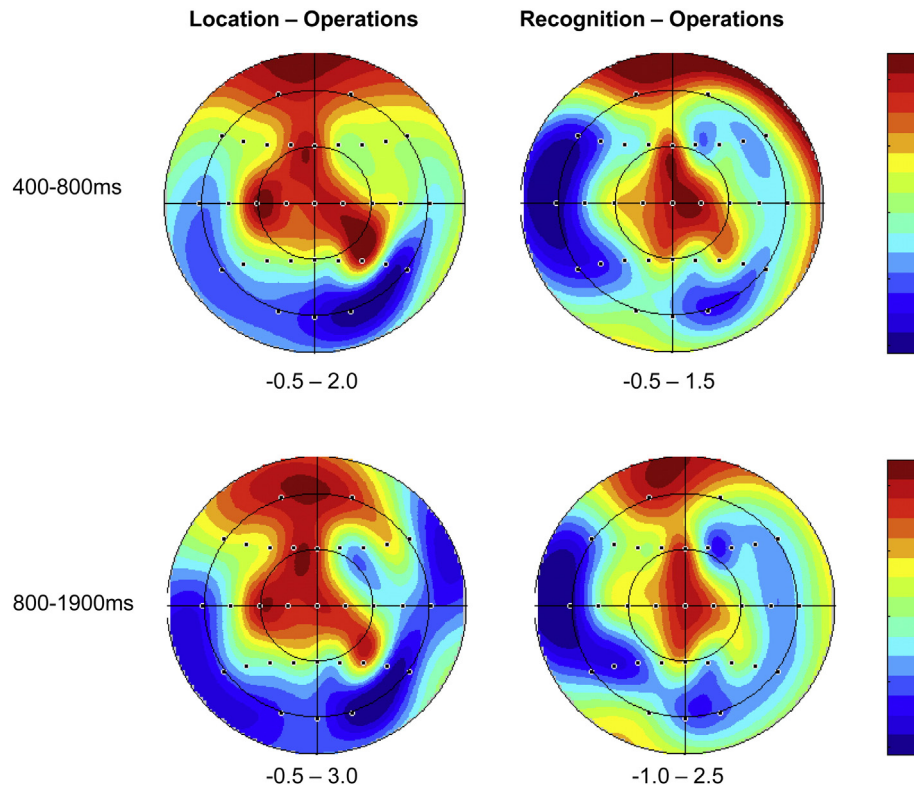 Location – Operations
Recognition – Operations
400-800ms
-0.5 – 2.0
-0.5 – 1.5
800-1900ms
-0.5 – 3.0
-1.0 – 2.5